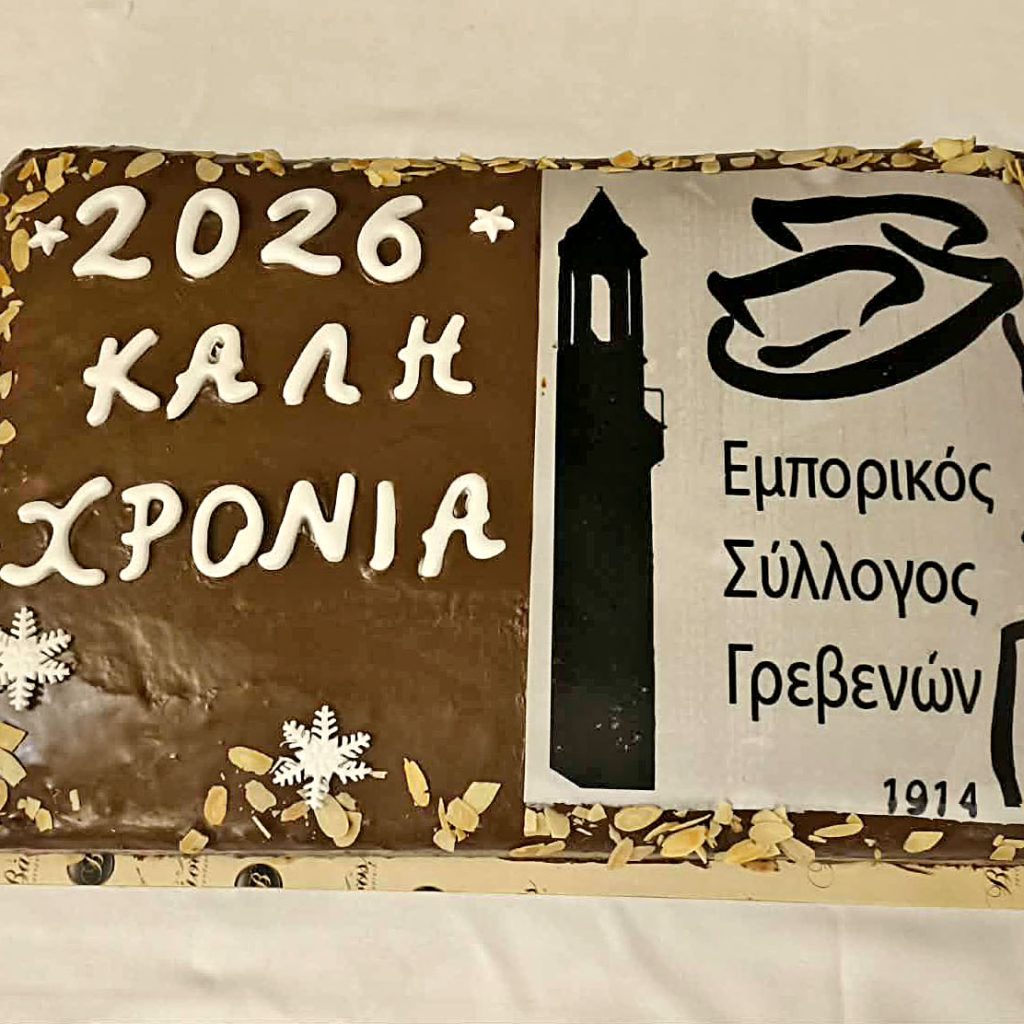 2026
ΚΑΛΗ
ΧΡΟΝΙΑ
Εμπορικός
Σύλλογος
Γρεβενών
1914